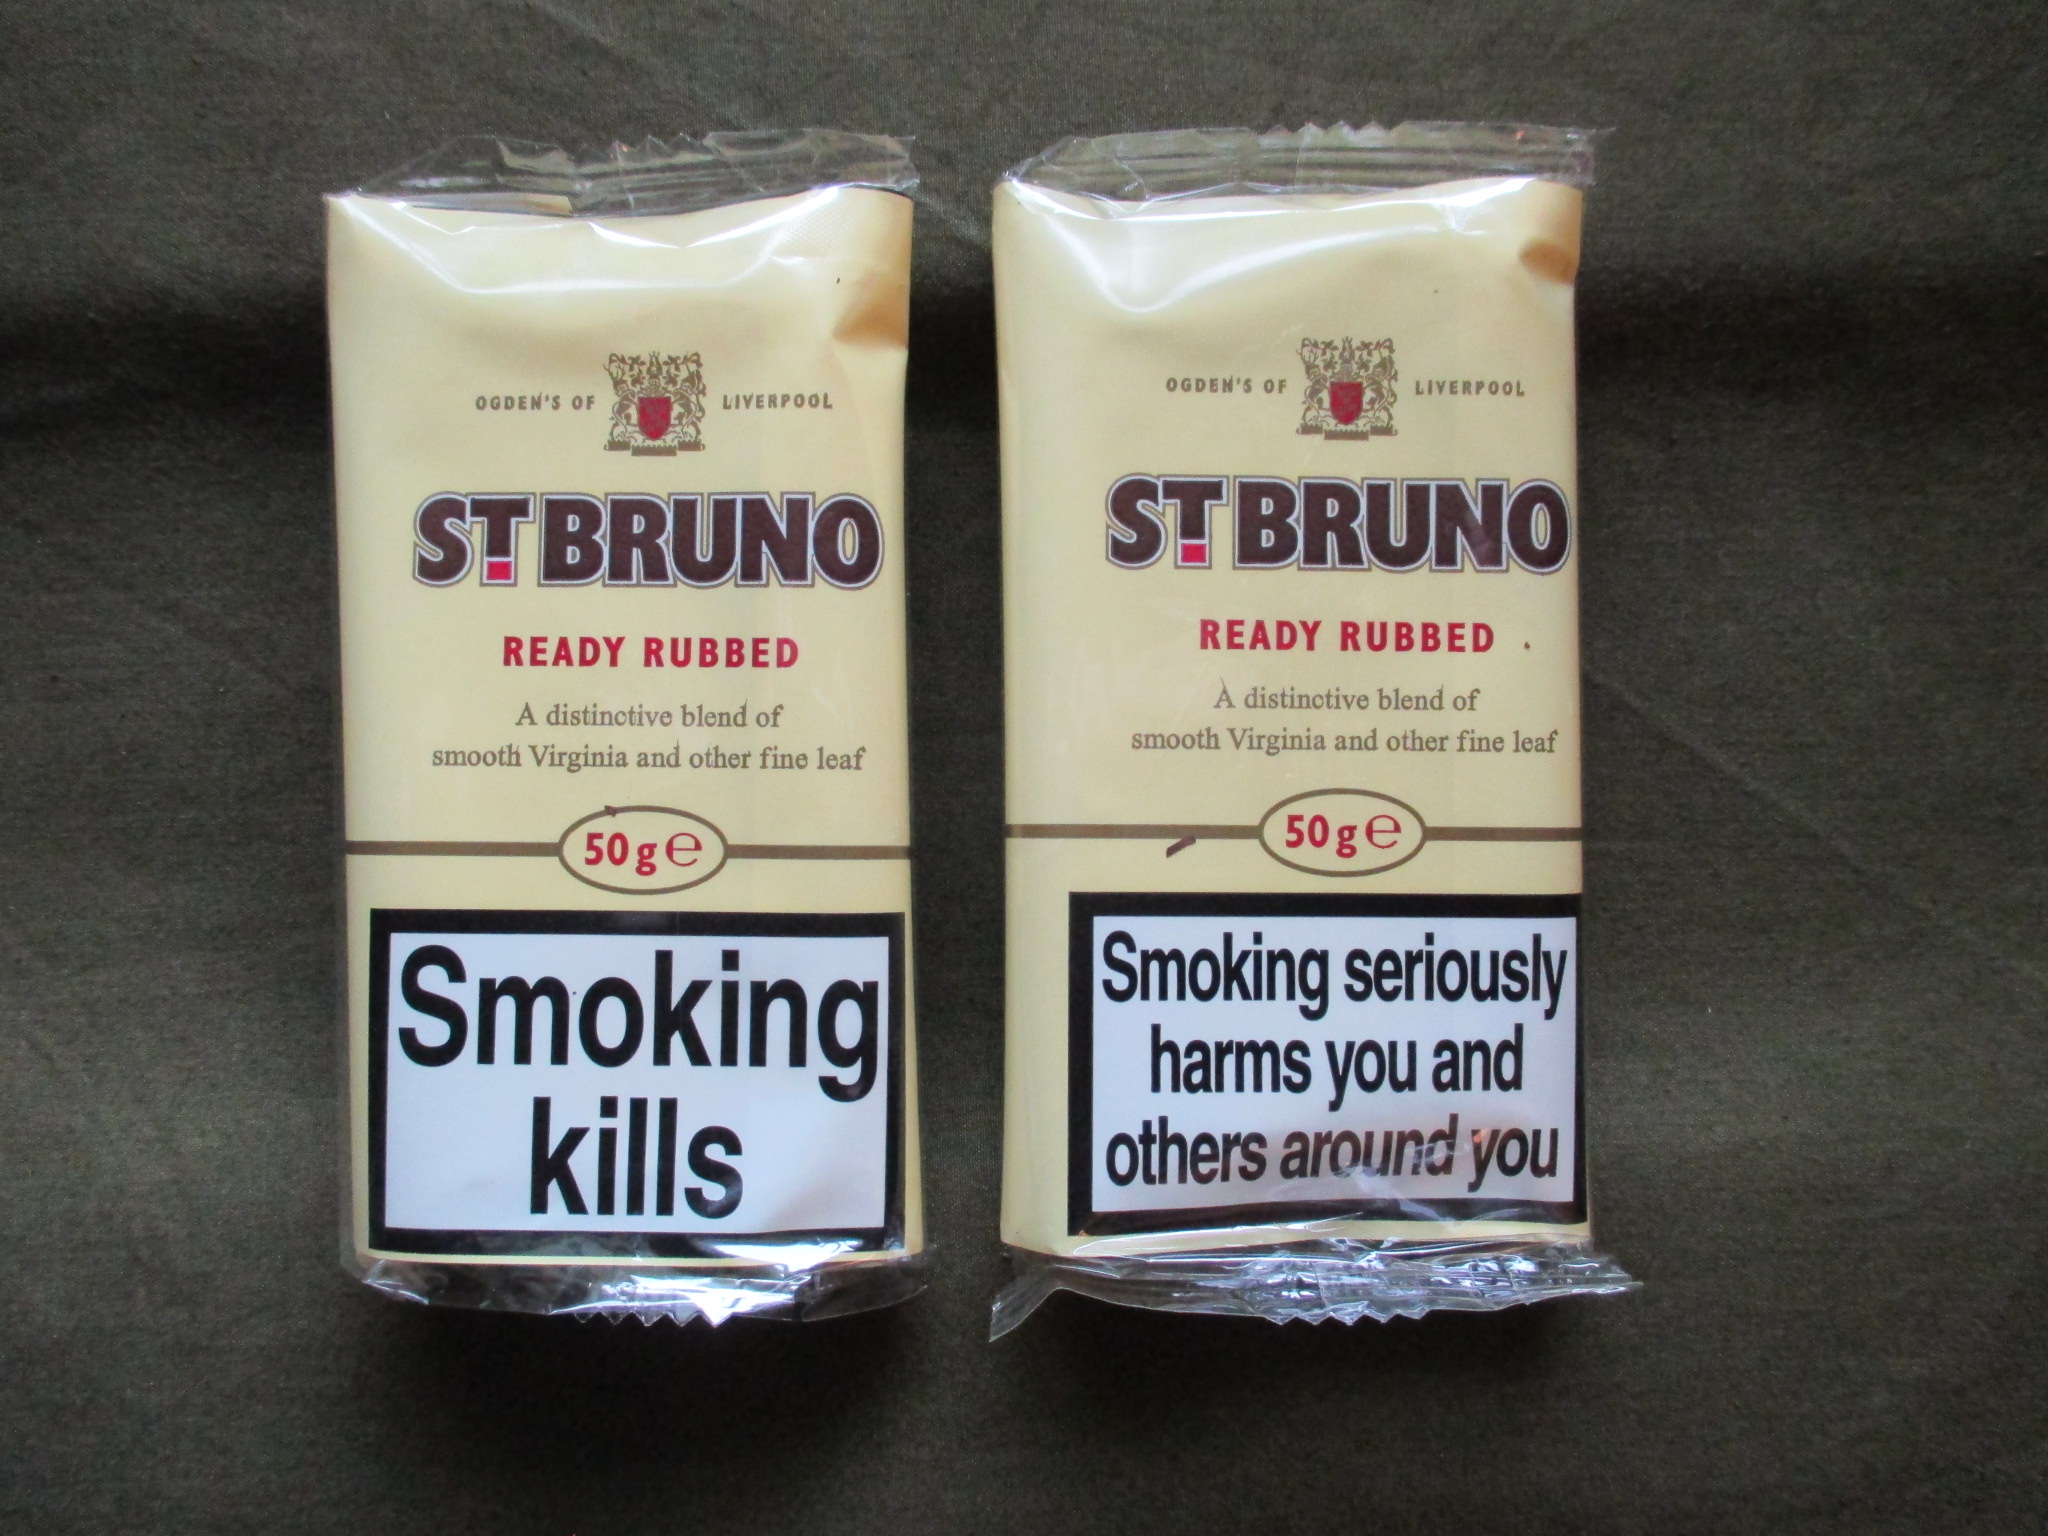 OGDEN'S OF LIVERPOOL
ST BRUNO
READY RUBBED
A distinctive blend of
smooth Virginia and other fine leaf
50g℮
Smoking
kills
OGDEN'S OF LIVERPOOL
ST BRUNO
READY RUBBED
A distinctive blend of
smooth Virginia and other fine leaf
50g℮
Smoking seriously
harms you and
others around you